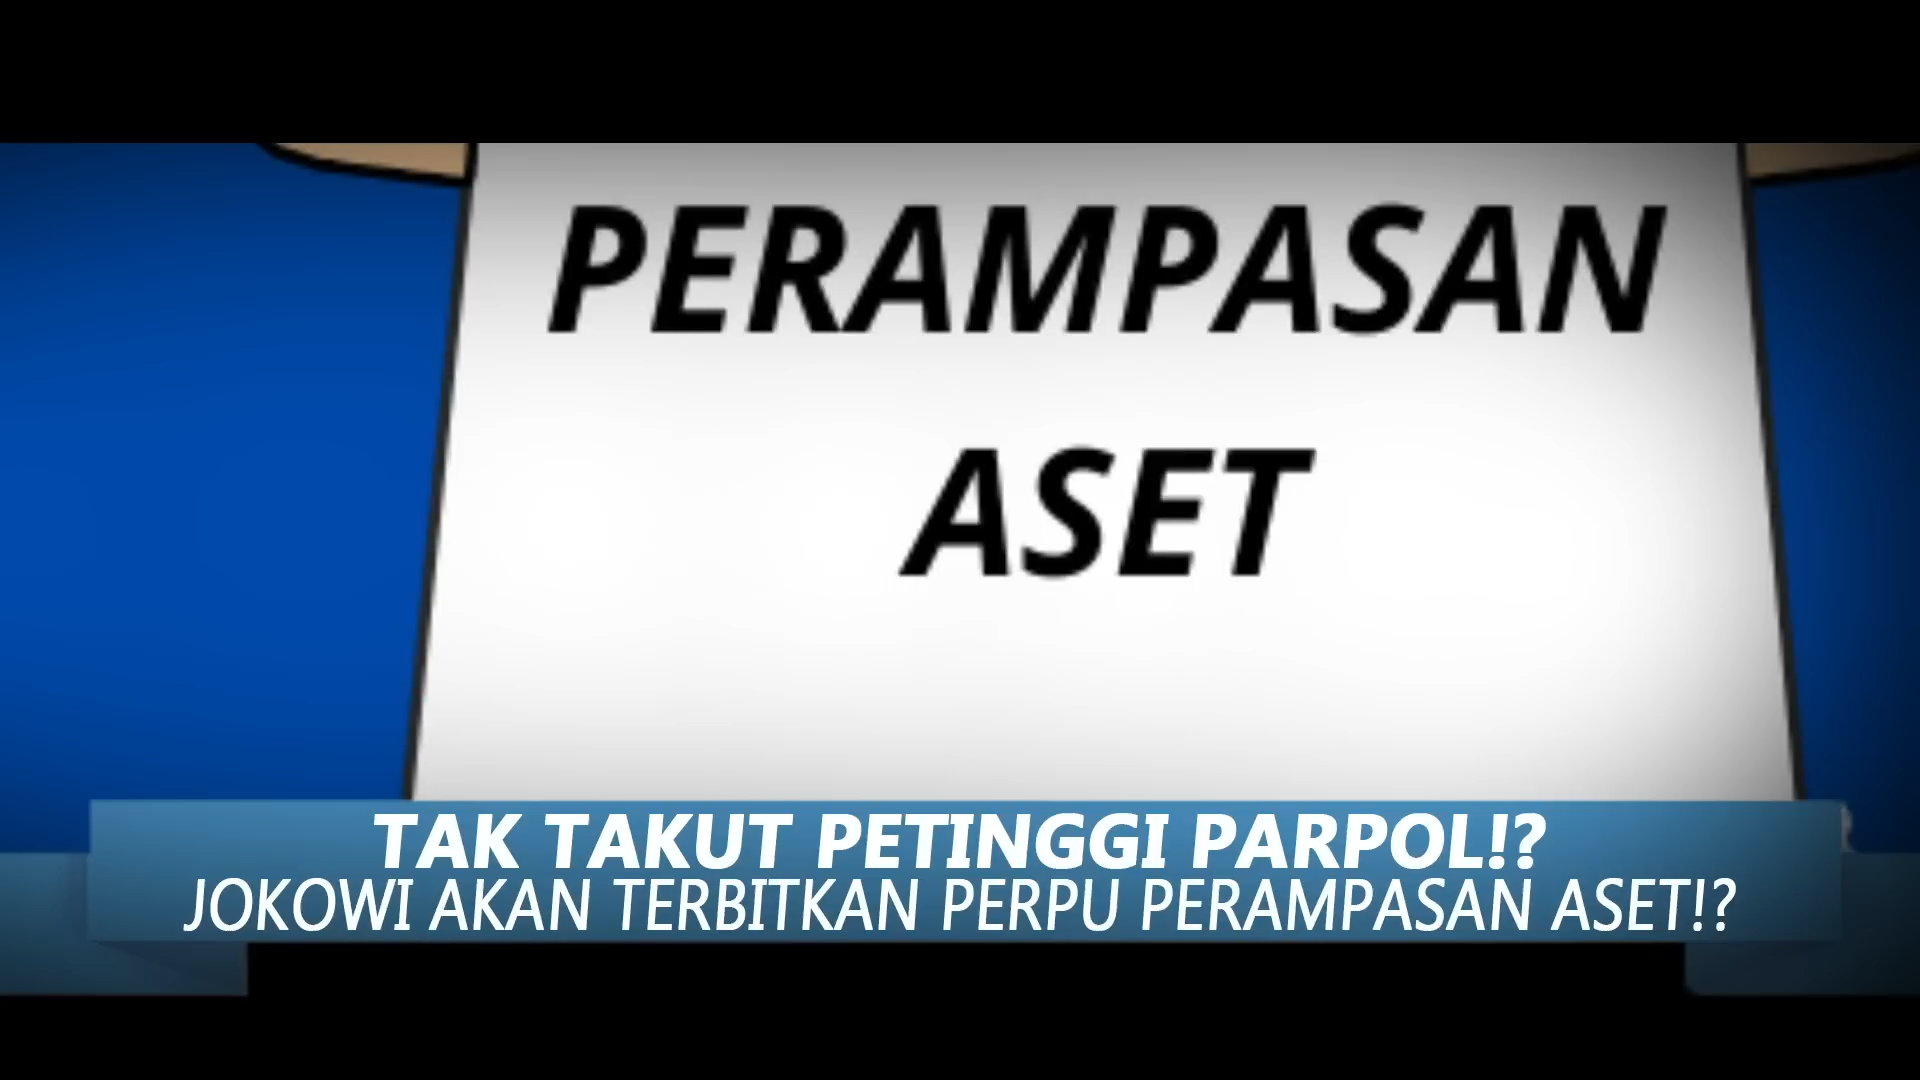 PERAMPASAN
ASET
TAK TAKUT PETINGGI PARPOL!?
JOKOWI AKAN TERBITKAN PERPU PERAMPASAN ASET!?